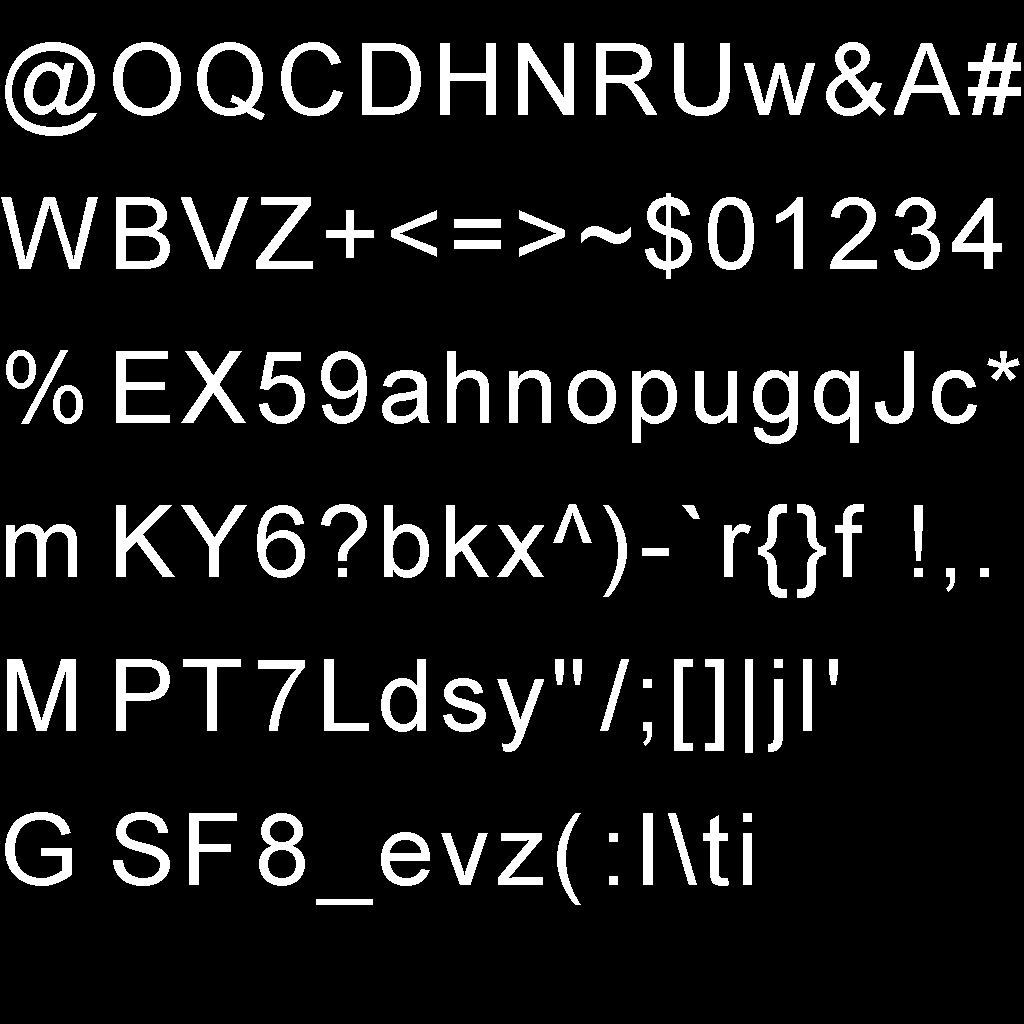 @OQCDHNRUw&A#
WBVZ+<=>~$01234
% EX59ahnopugqJc*
m KY6?bkx^)-`r{}f !,.
M PT7Ldsy"/;[]|jl'
G SF8_evz(:I\ti